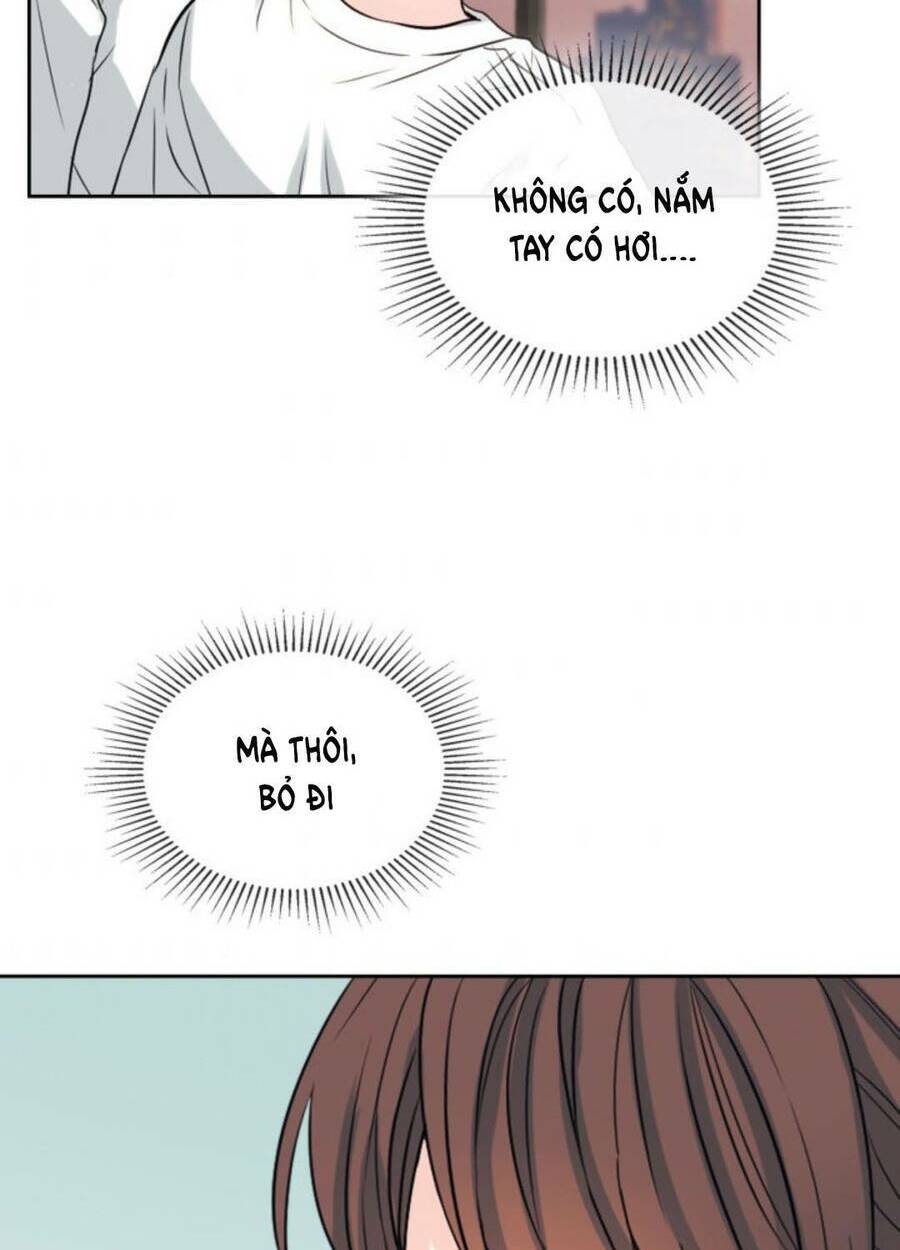 KHÔNG CÓ, NẮM
TAY CÓ HƠI....
MÀ THÔI,
BỎ ĐI